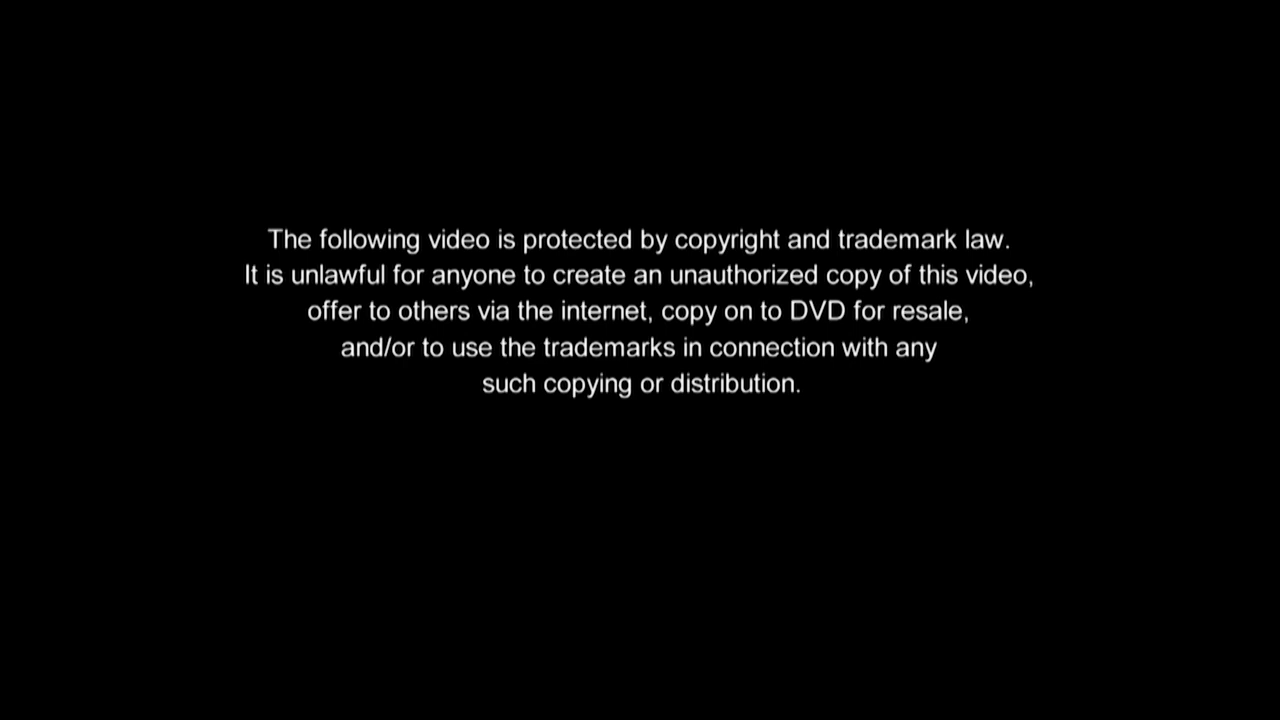 The following video is protected by copyright and trademark law.
It is unlawful for anyone to create an unauthorized copy of this video,
offer to others via the internet, copy on to DVD for resale,
and/or to use the trademarks in connection with any
such copying or distribution.